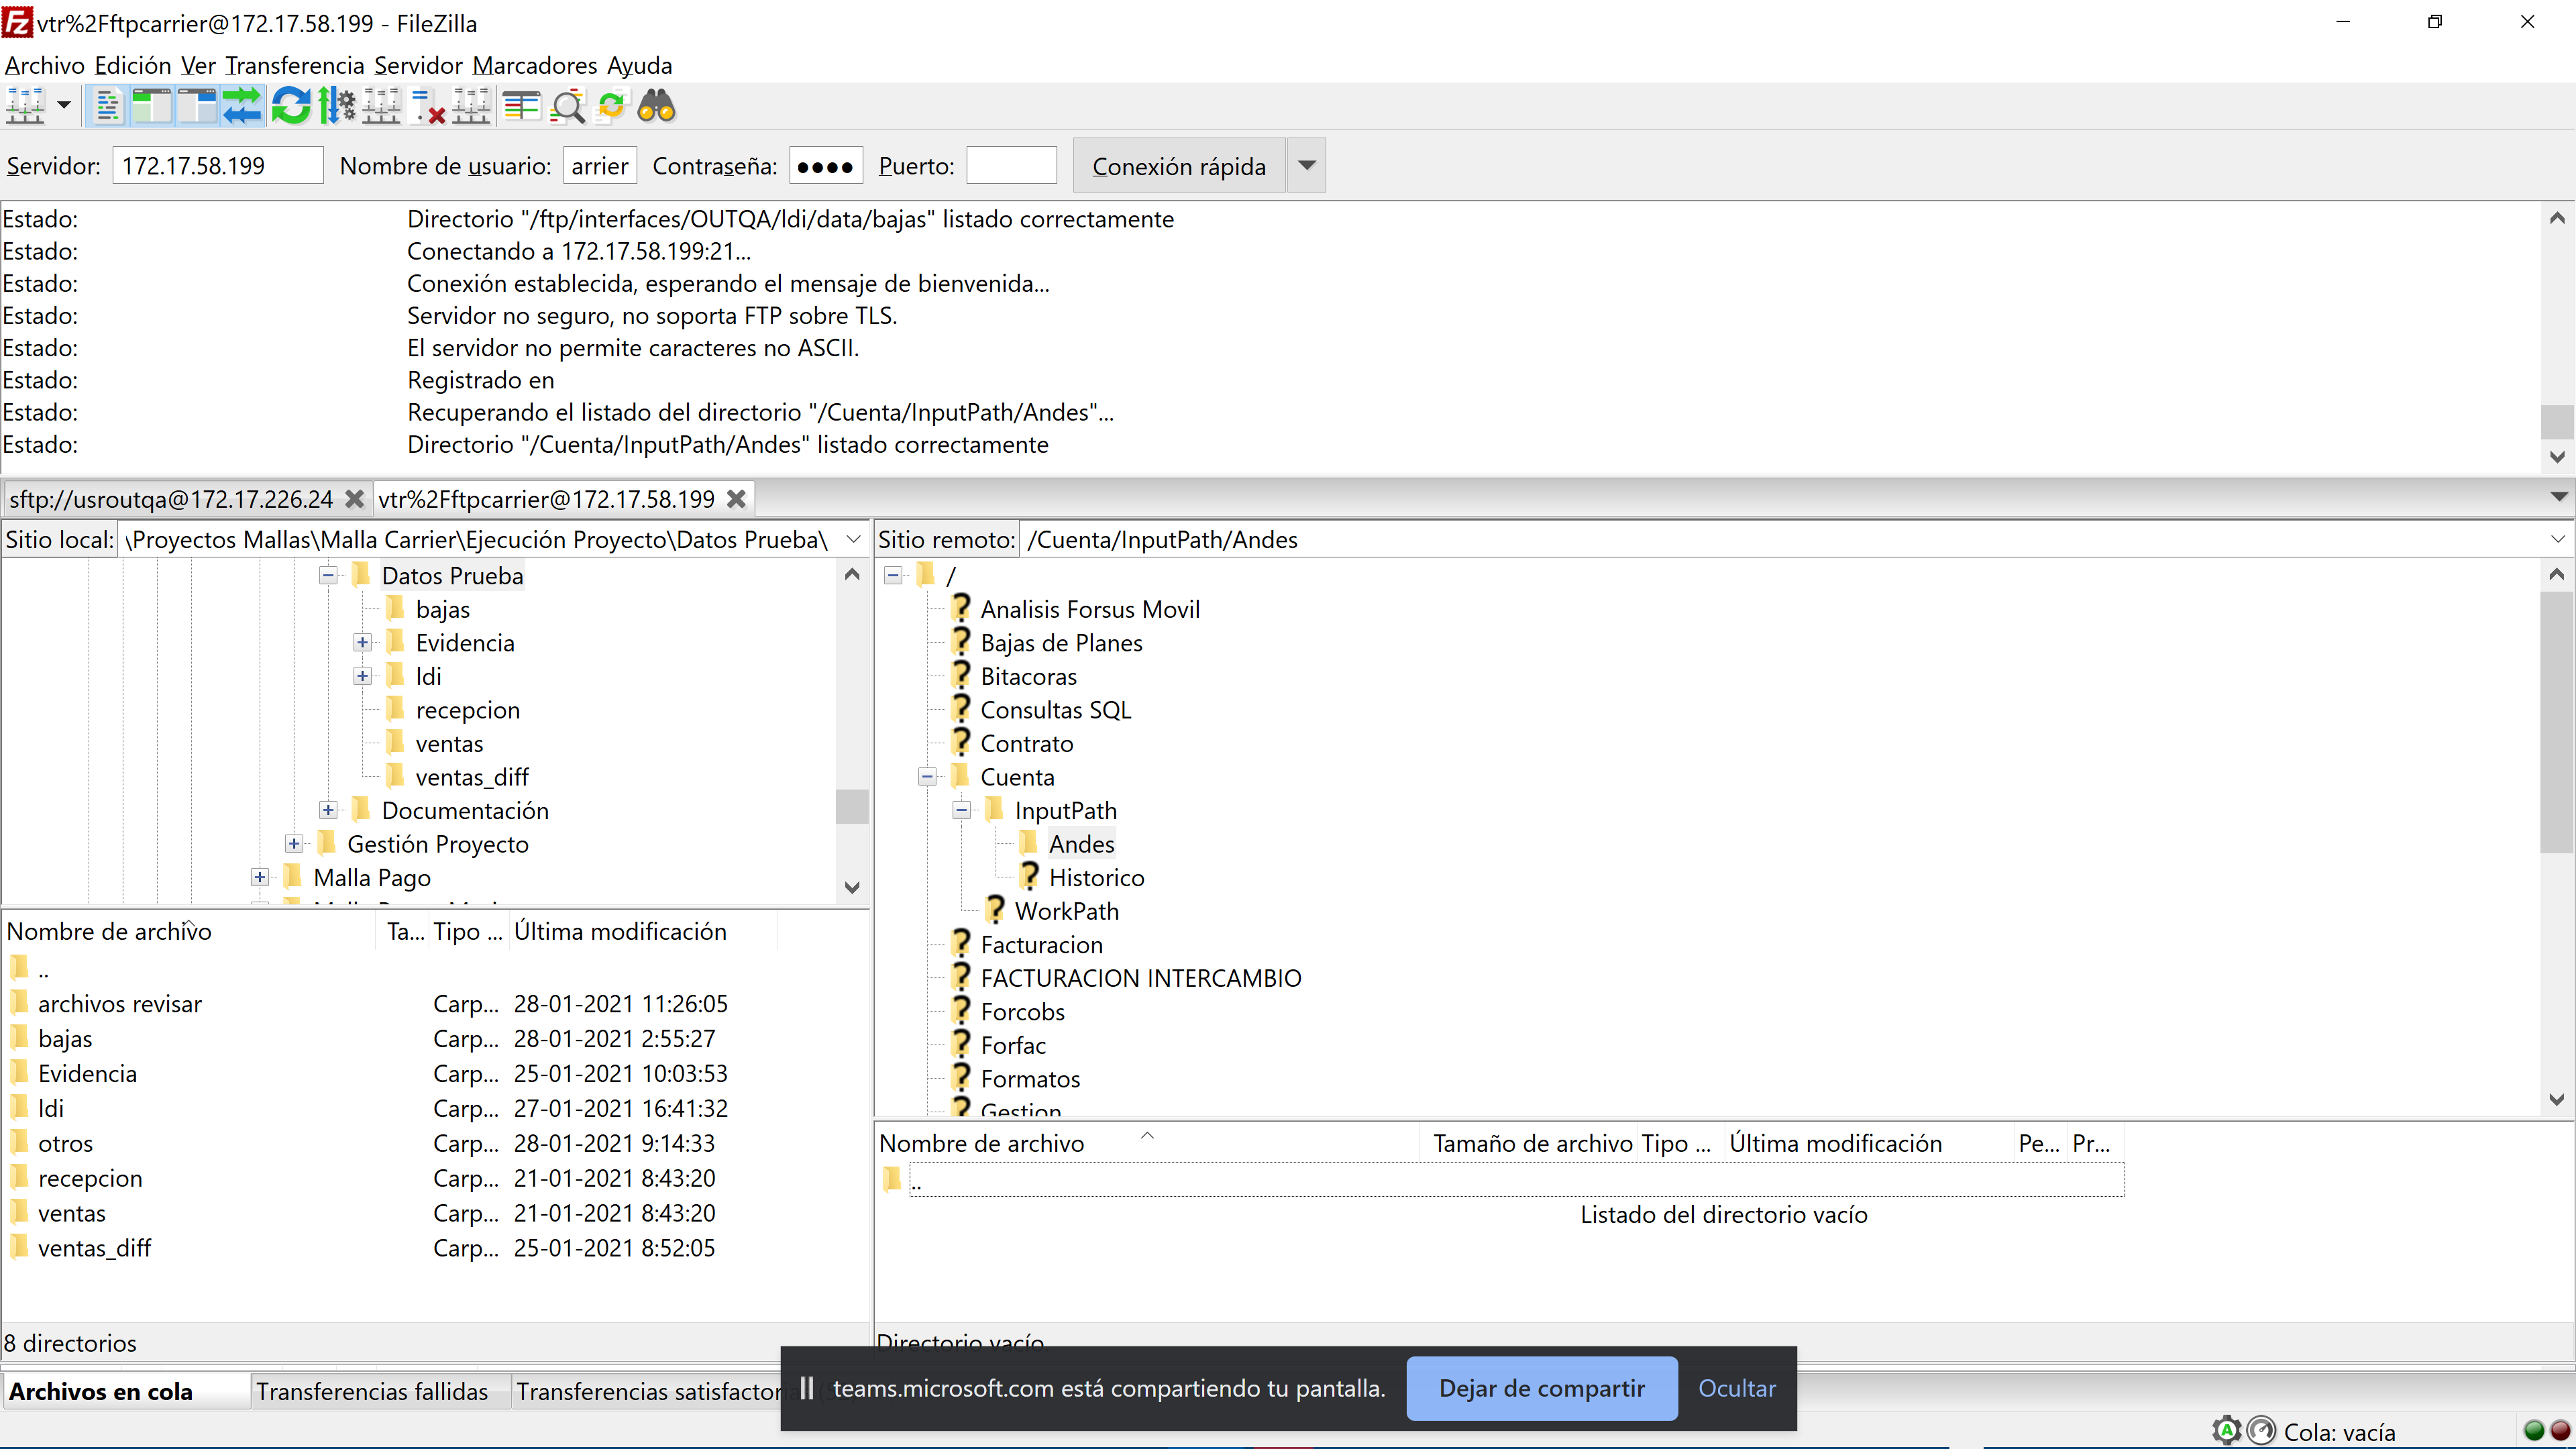 vtr%2Fftpcarrier@172.17.58.199 - FileZilla
Archivo Edición Ver Transferencia Servidor Marcadores Ayuda
Servidor: 172.17.58.199 Nombre de usuario: arrier Contraseña: ●●●● Puerto: Conexión rápida
Estado: Directorio "/ftp/interfaces/OUTQA/ldi/data/bajas" listado correctamente
Estado: Conectando a 172.17.58.199:21...
Estado: Conexión establecida, esperando el mensaje de bienvenida...
Estado: Servidor no seguro, no soporta FTP sobre TLS.
Estado: El servidor no permite caracteres no ASCII.
Estado: Registrado en
Estado: Recuperando el listado del directorio "/Cuenta/InputPath/Andes"...
Estado: Directorio "/Cuenta/InputPath/Andes" listado correctamente
sftp://usroutqa@172.17.226.24 vtr%2Fftpcarrier@172.17.58.199
Sitio local: \Proyectos Mallas\Malla Carrier\Ejecución Proyecto\Datos Prueba\
Datos Prueba
bajas
Evidencia
ldi
recepcion
ventas
ventas_diff
Documentación
Gestión Proyecto
Malla Pago
Nombre de archivo Ta... Tipo ... Última modificación
..
archivos revisar Carp... 28-01-2021 11:26:05
bajas Carp... 28-01-2021 2:55:27
Evidencia Carp... 25-01-2021 10:03:53
ldi Carp... 27-01-2021 16:41:32
otros Carp... 28-01-2021 9:14:33
recepcion Carp... 21-01-2021 8:43:20
ventas Carp... 21-01-2021 8:43:20
ventas_diff Carp... 25-01-2021 8:52:05
8 directorios
Sitio remoto: /Cuenta/InputPath/Andes
/
Analisis Forsus Movil
Bajas de Planes
Bitacoras
Consultas SQL
Contrato
Cuenta
InputPath
Andes
Historico
WorkPath
Facturacion
FACTURACION INTERCAMBIO
Forcobs
Forfac
Formatos
Gestion
Nombre de archivo Tamaño de archivo Tipo ... Última modificación Pe... Pr...
..
Listado del directorio vacío
Directorio vacío.
Archivos en cola Transferencias fallidas Transferencias satisfactori
teams.microsoft.com está compartiendo tu pantalla. Dejar de compartir Ocultar
Cola: vacía